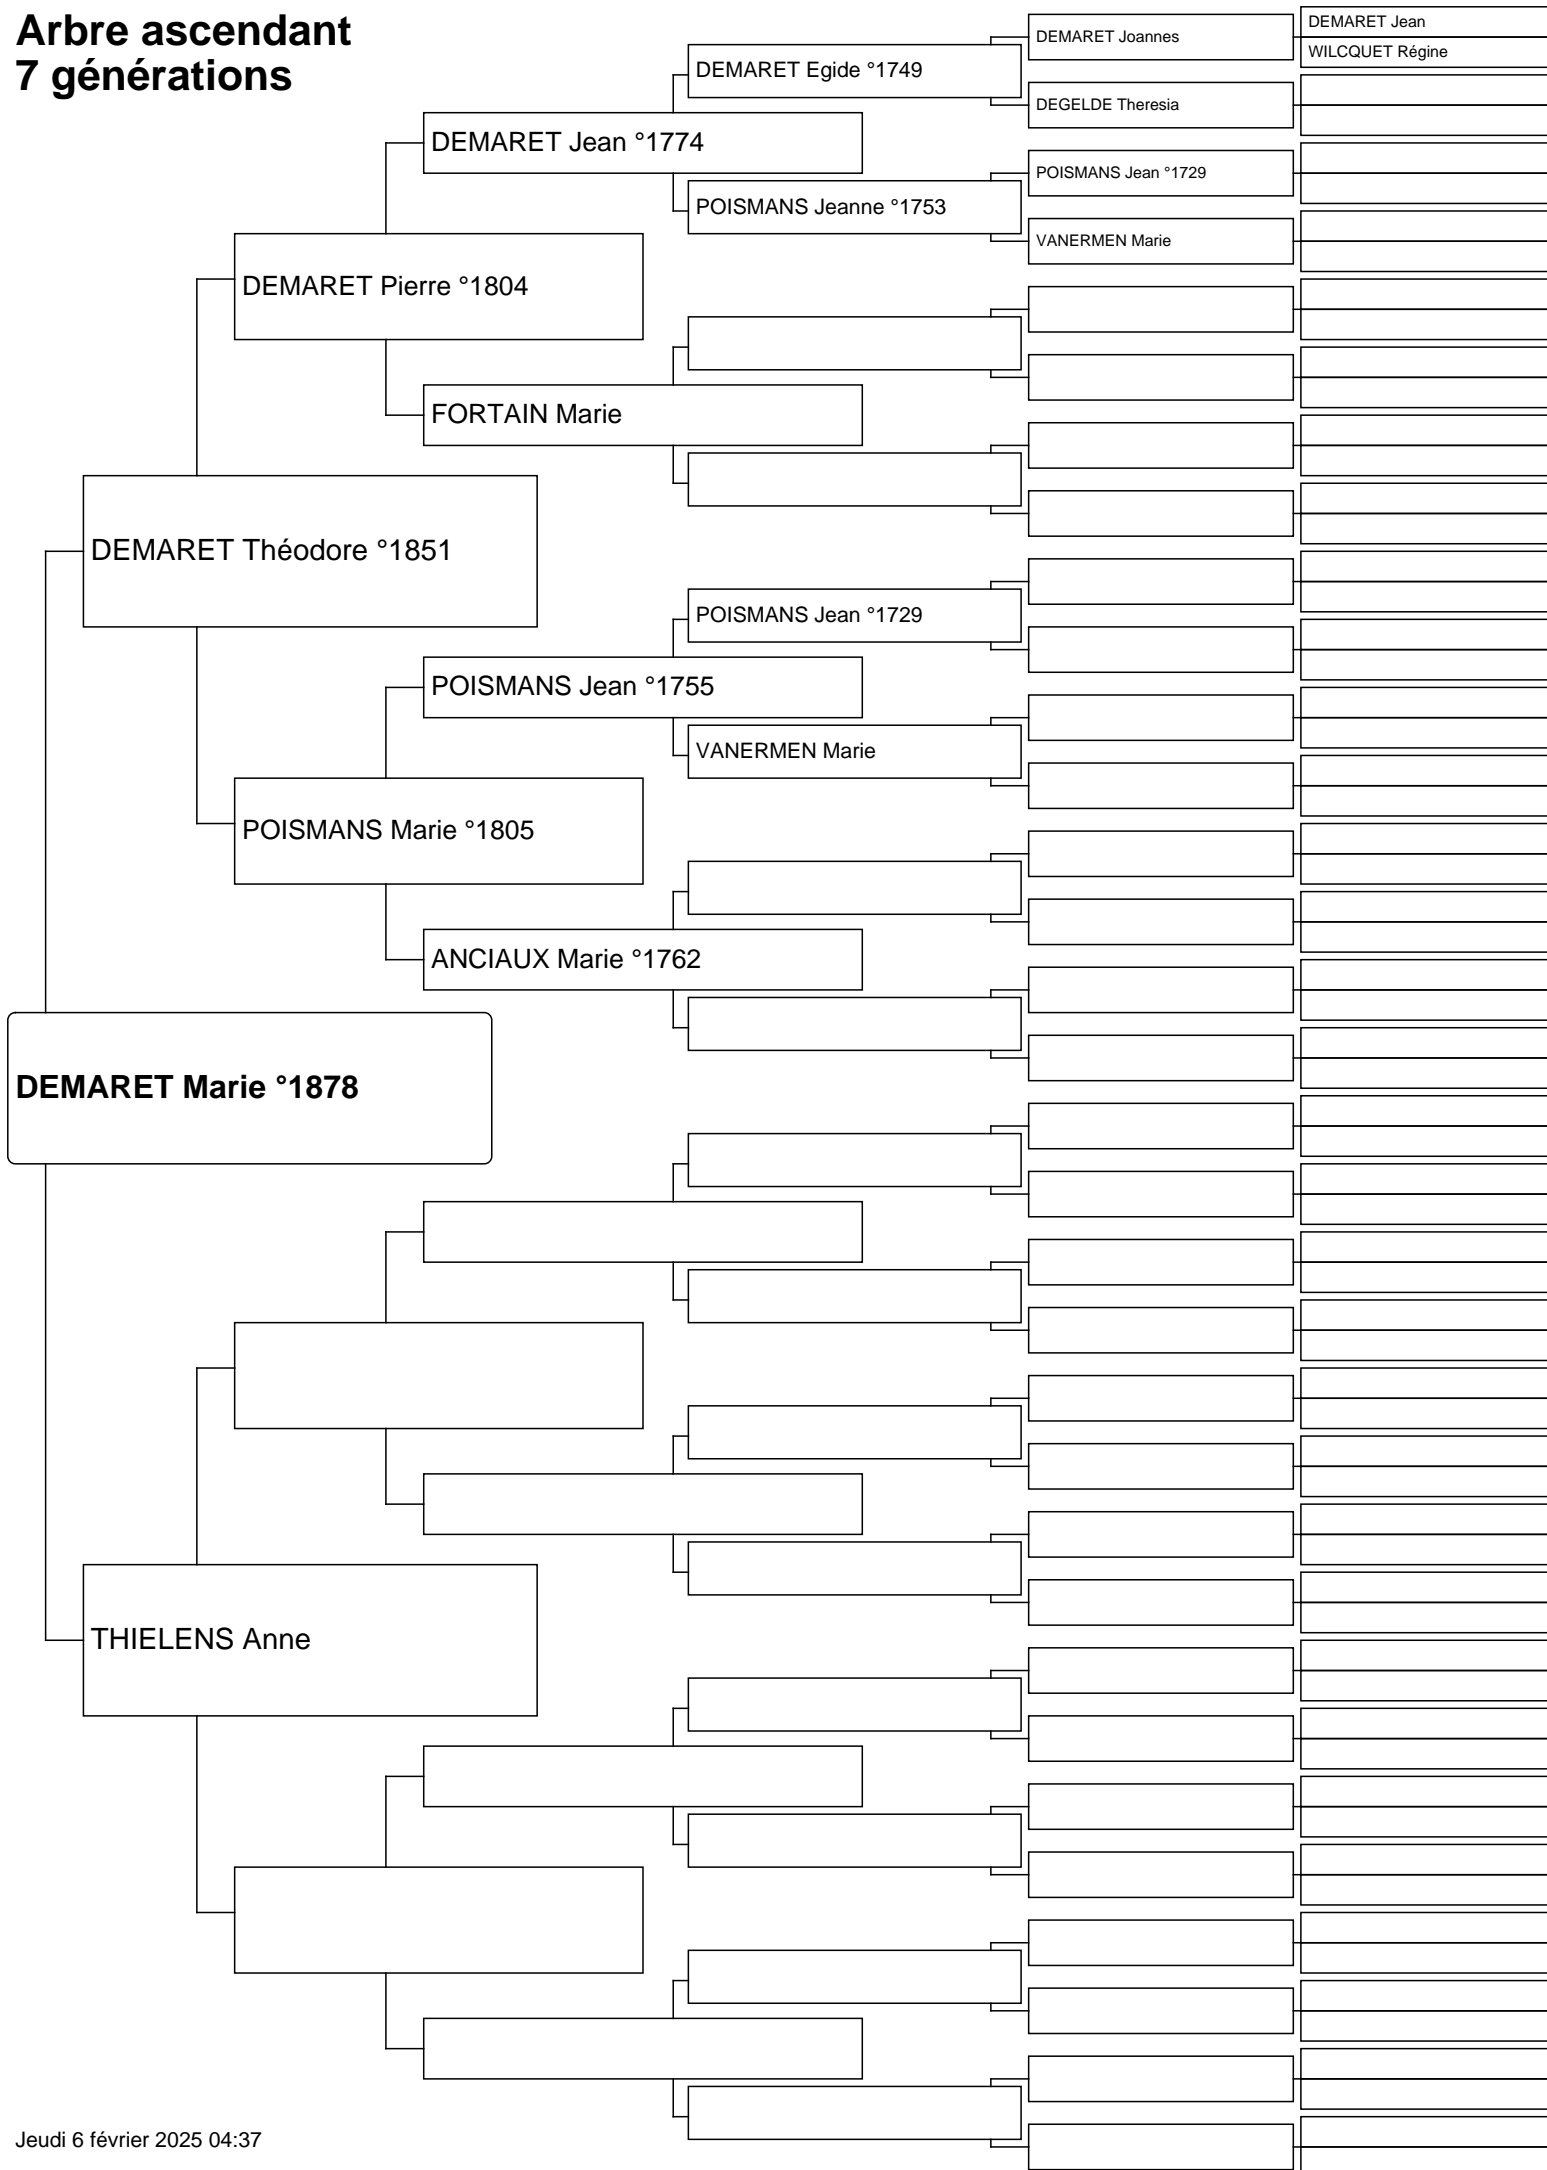 Arbre ascendant
7 générations
DEMARET Jean
WILCQUET Régine
DEMARET Joannes
DEMARET Egide °1749
DEGELDE Theresia
DEMARET Jean °1774
POISMANS Jean °1729
POISMANS Jeanne °1753
VANERMEN Marie
DEMARET Pierre °1804
FORTAIN Marie
DEMARET Théodore °1851
POISMANS Jean °1729
POISMANS Jean °1755
VANERMEN Marie
POISMANS Marie °1805
ANCIAUX Marie °1762
DEMARET Marie °1878
THIELENS Anne
Jeudi 6 février 2025 04:37